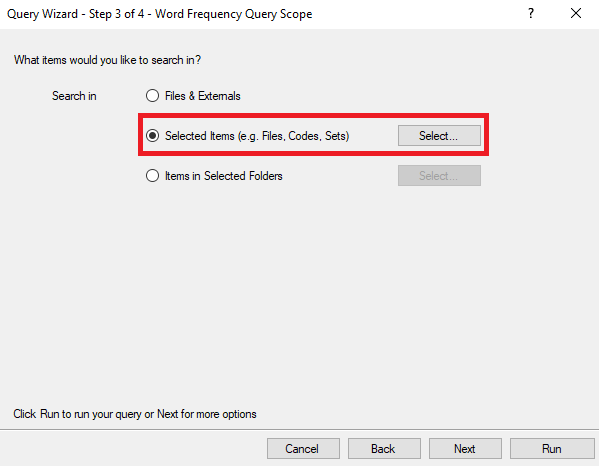 Query Wizard - Step 3 of 4 - Word Frequency Query Scope ?
What items would you like to search in?
Search in Files & Externals
Selected Items (e.g. Files, Codes, Sets) Select...
Items in Selected Folders Select...
Click Run to run your query or Next for more options
Cancel Back Next Run